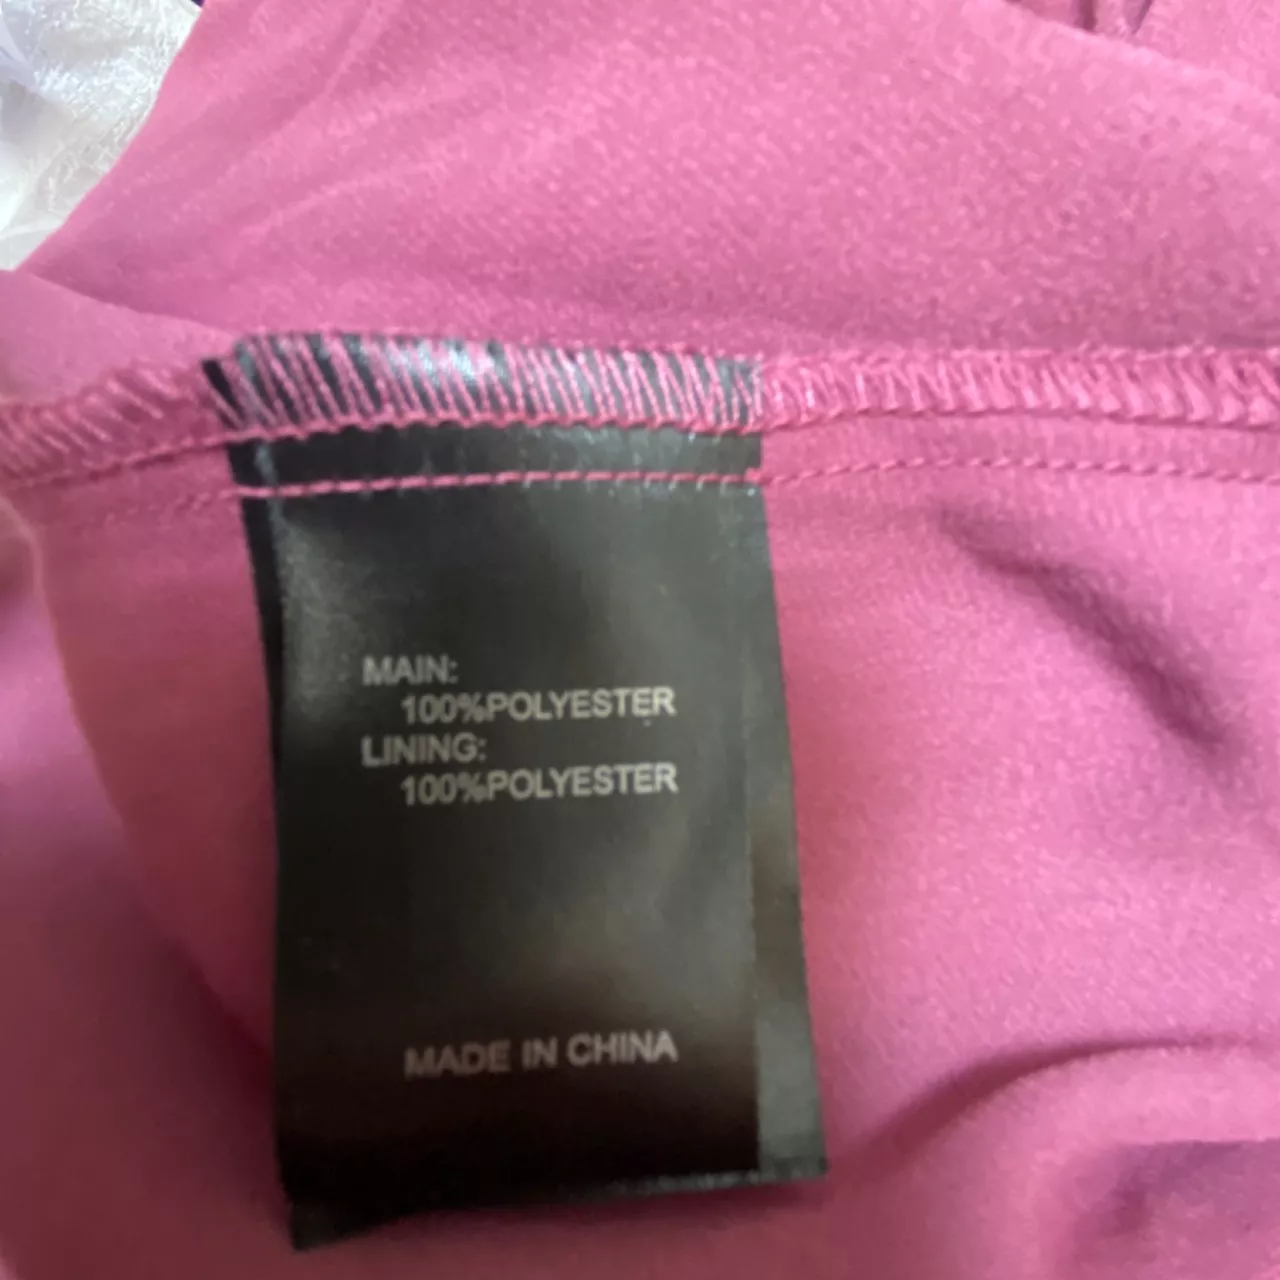 MAIN:
100%POLYESTER
LINING:
100%POLYESTER
MADE IN CHINA